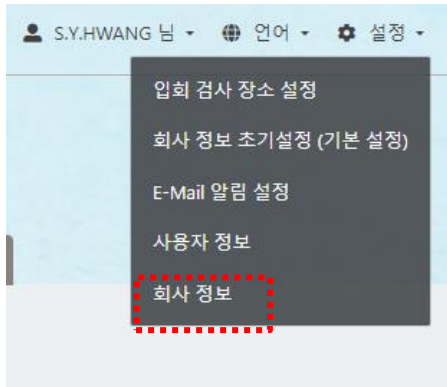 S.Y.HWANG 님 언어 설정
입회 검사 장소 설정
회사 정보 초기설정 (기본 설정)
E-Mail 알림 설정
사용자 정보
회사 정보